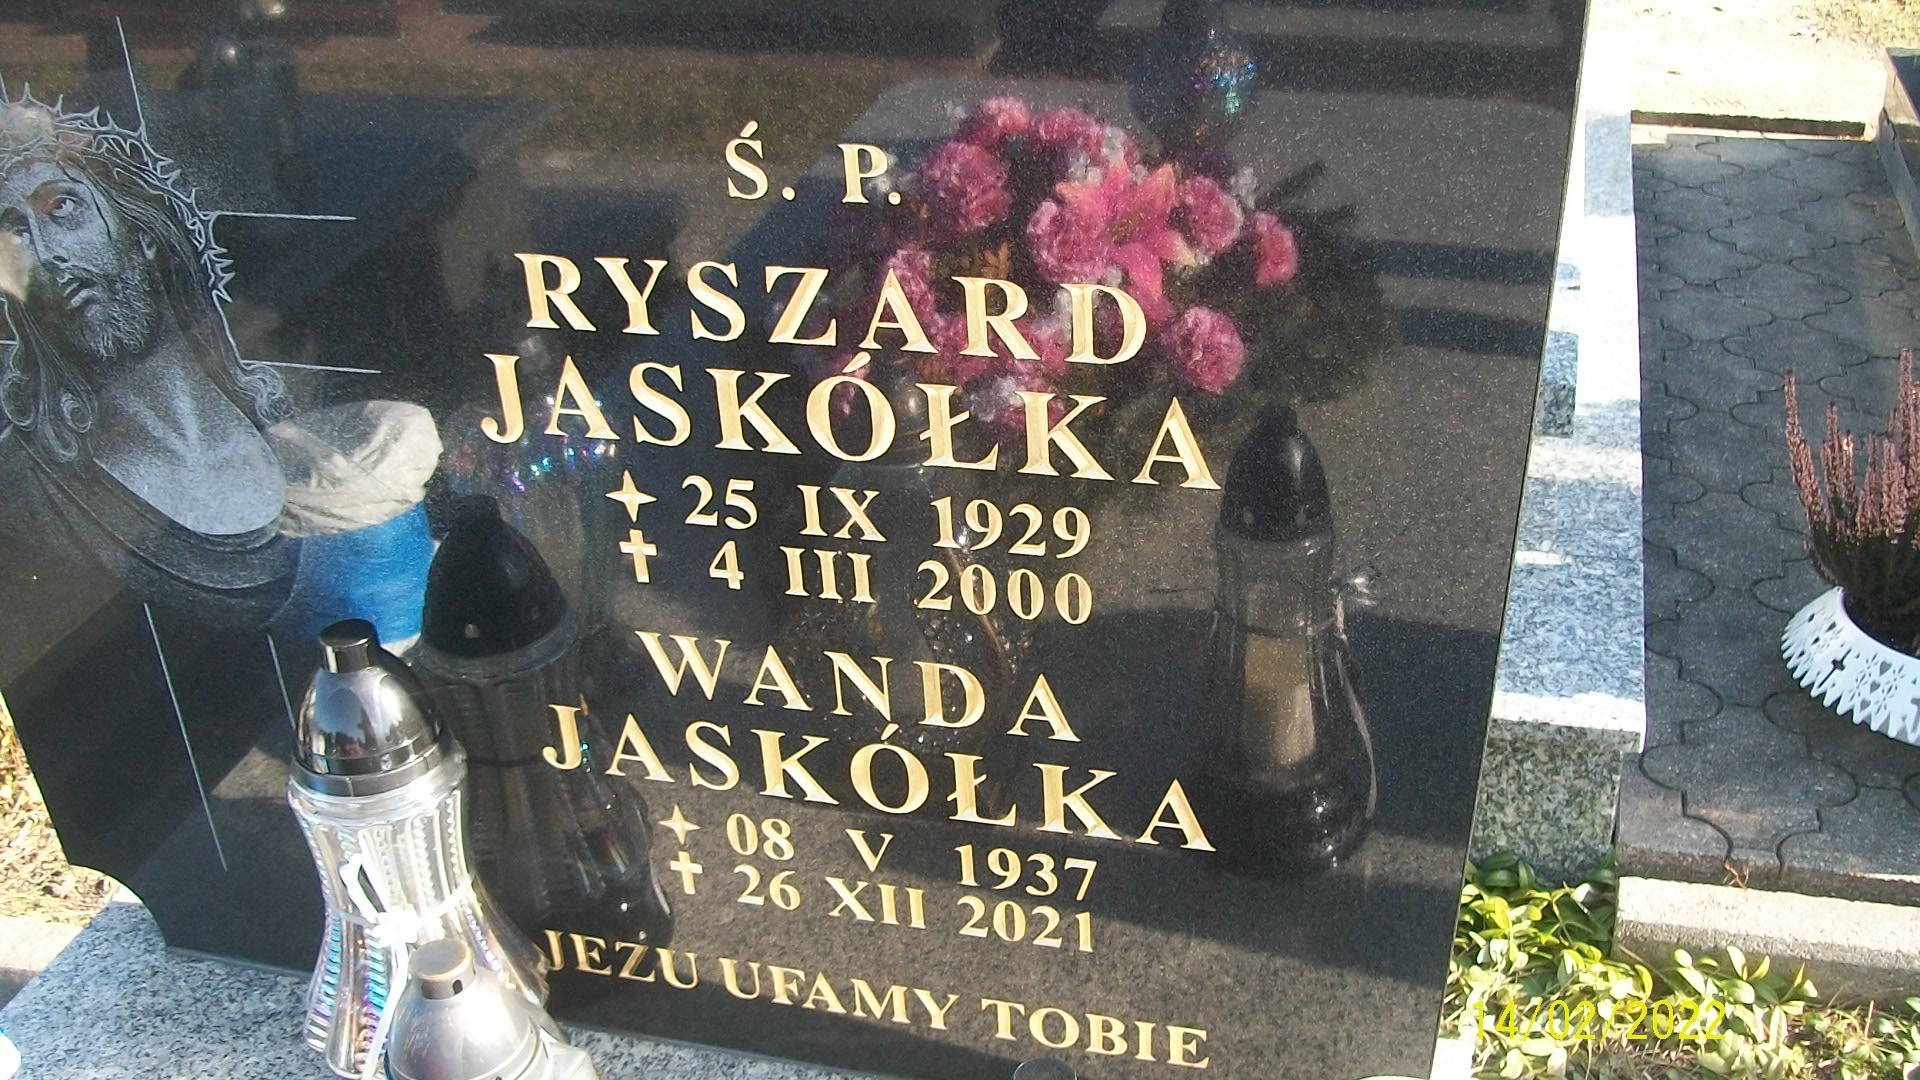 Ś. P.
RYSZARD
JASKÓŁKA
25 IX 1929
4 III 2000
WANDA
JASKÓŁKA
08 V 1937
26 XII 2021
JEZU UFAMY TOBIE
14/02/2022